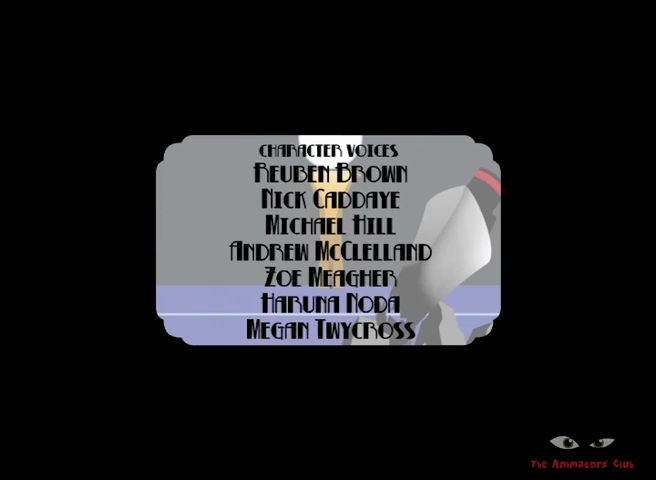 CHARACTER VOICES
REUBEN BROWN
NICK CADDAYE
MICHAEL HILL
ANDREW MCCLELLAND
ZOE MEAGHER
HARUNA NODA
MEGAN TWYCROSS
The Animators' Club